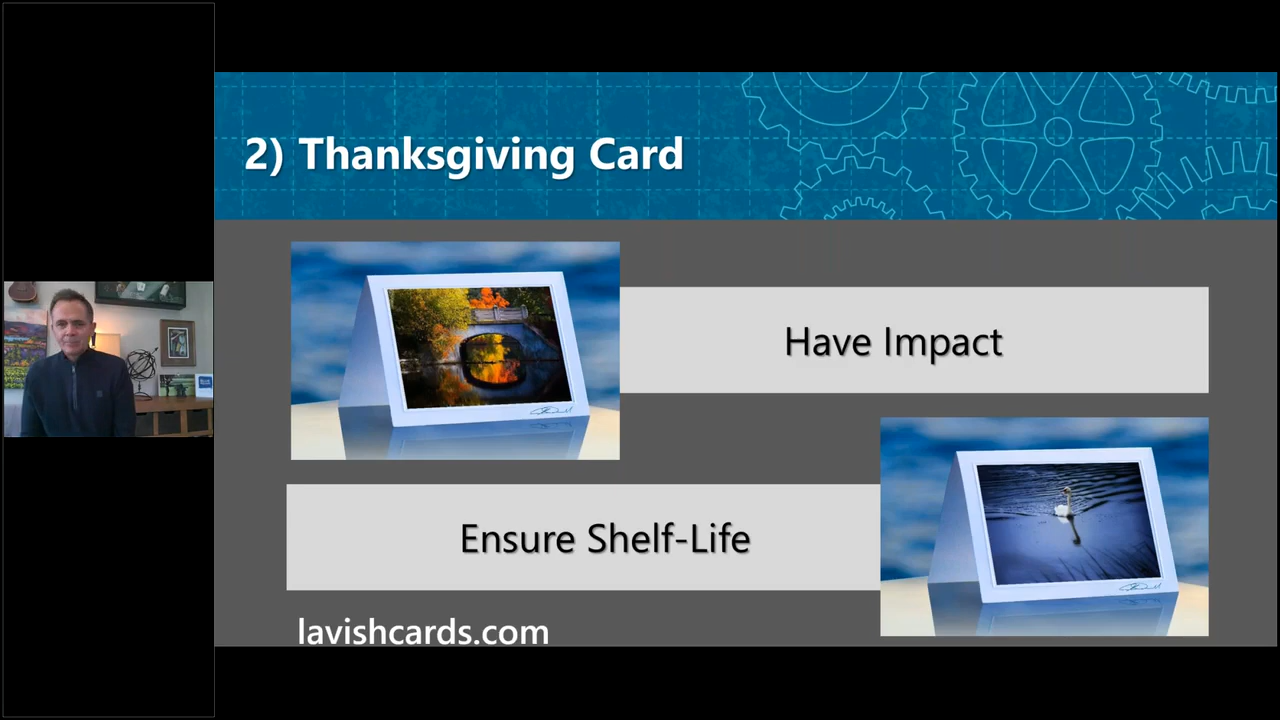 2) Thanksgiving Card
Have Impact
Ensure Shelf-Life
lavishcards.com